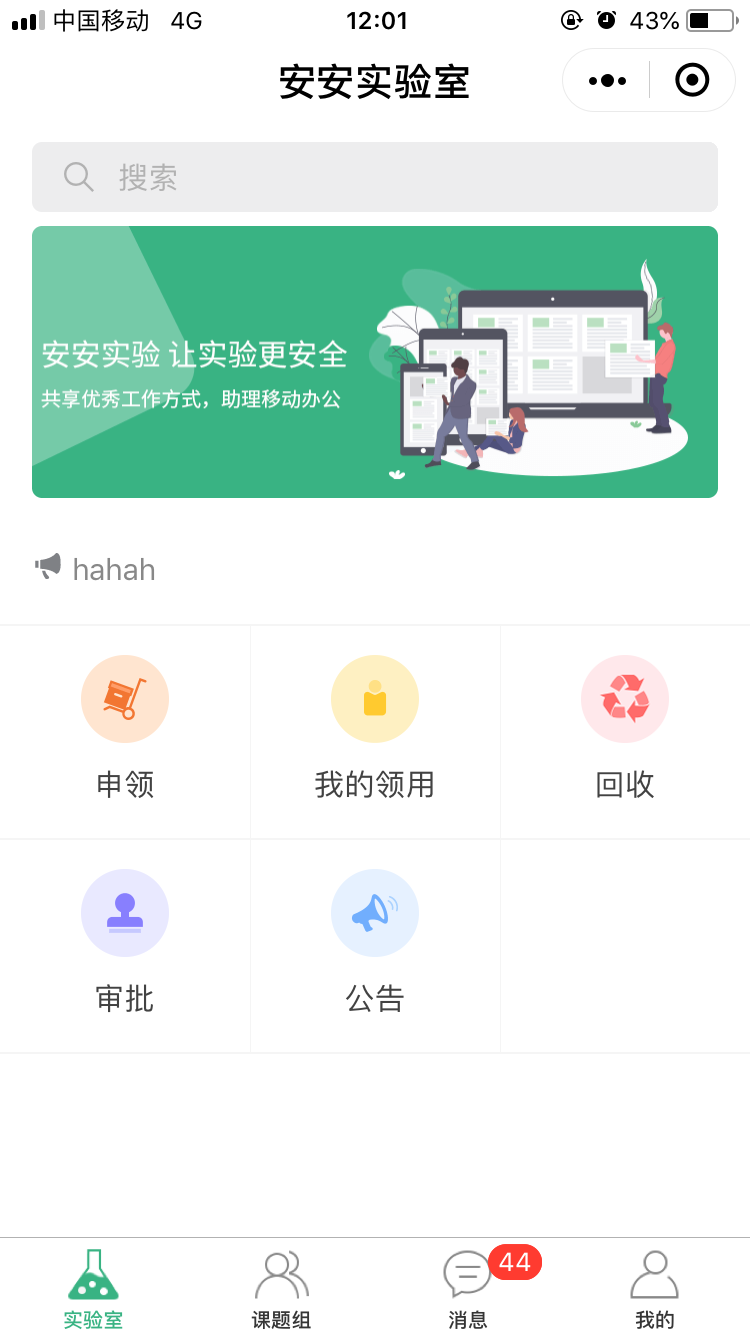 中国移动 4G 12:01 43%
安安实验室
搜索
安安实验 让实验更安全
共享优秀工作方式，助理移动办公
hahah
申领 我的领用 回收
审批 公告
44
实验室 课题组 消息 我的